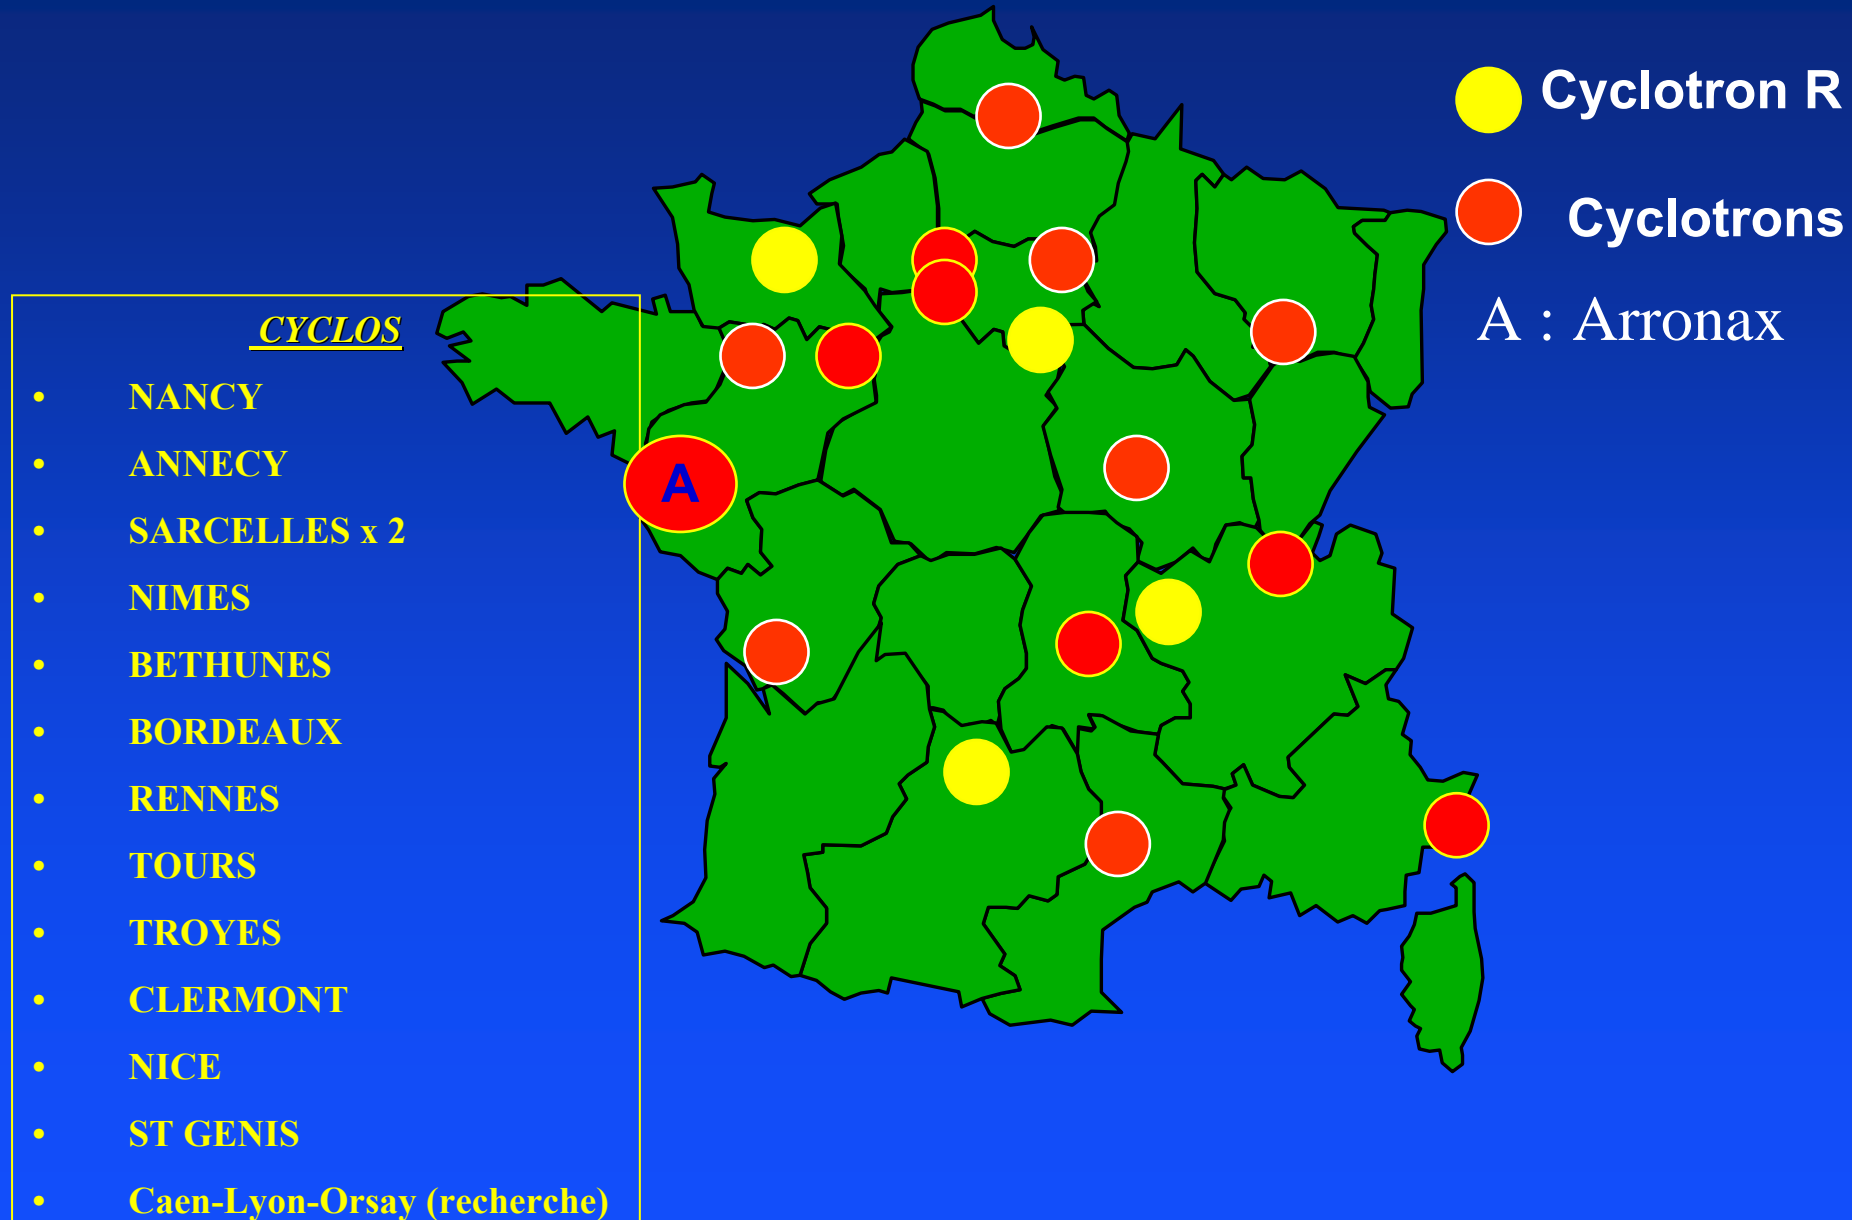 Cyclotron R
Cyclotrons
A : Arronax
A
CYCLOS
• NANCY
• ANNECY
• SARCELLES x 2
• NIMES
• BETHUNES
• BORDEAUX
• RENNES
• TOURS
• TROYES
• CLERMONT
• NICE
• ST GENIS
• Caen-Lyon-Orsay (recherche)